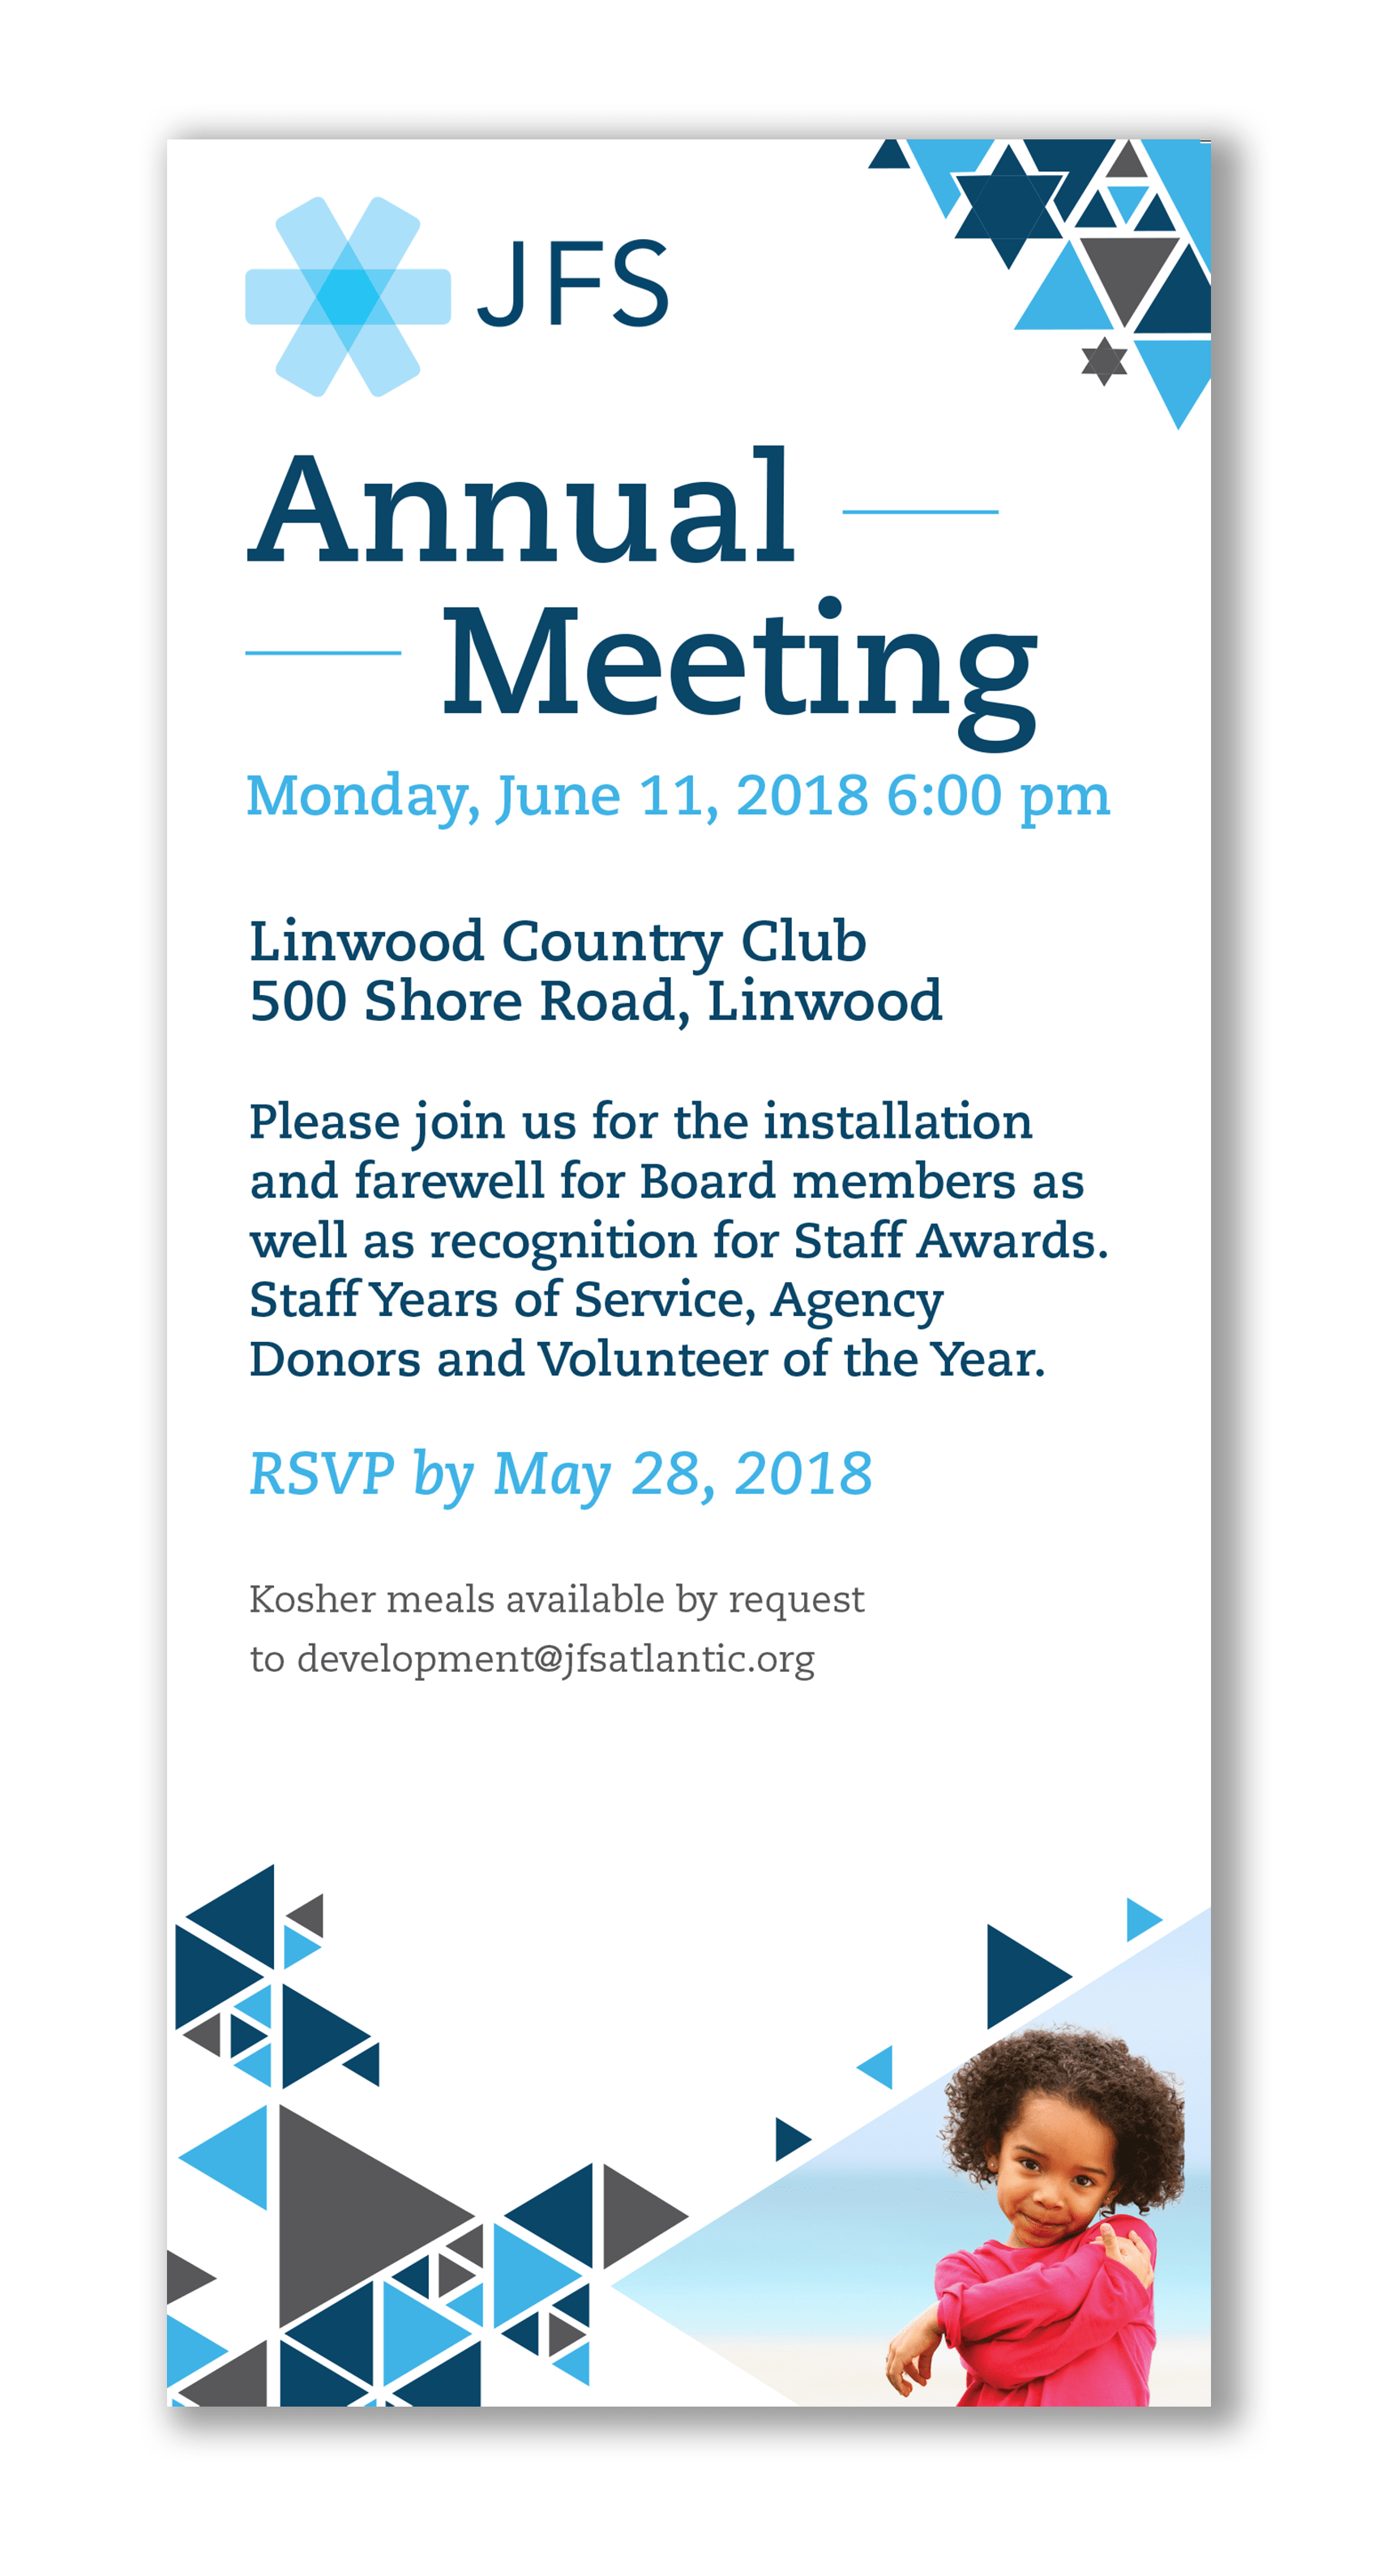 JFS
Annual
Meeting
Monday, June 11, 2018 6:00 pm
Linwood Country Club
500 Shore Road, Linwood
Please join us for the installation
and farewell for Board members as
well as recognition for Staff Awards.
Staff Years of Service, Agency
Donors and Volunteer of the Year.
RSVP by May 28, 2018
Kosher meals available by request
to development@jfsatlantic.org